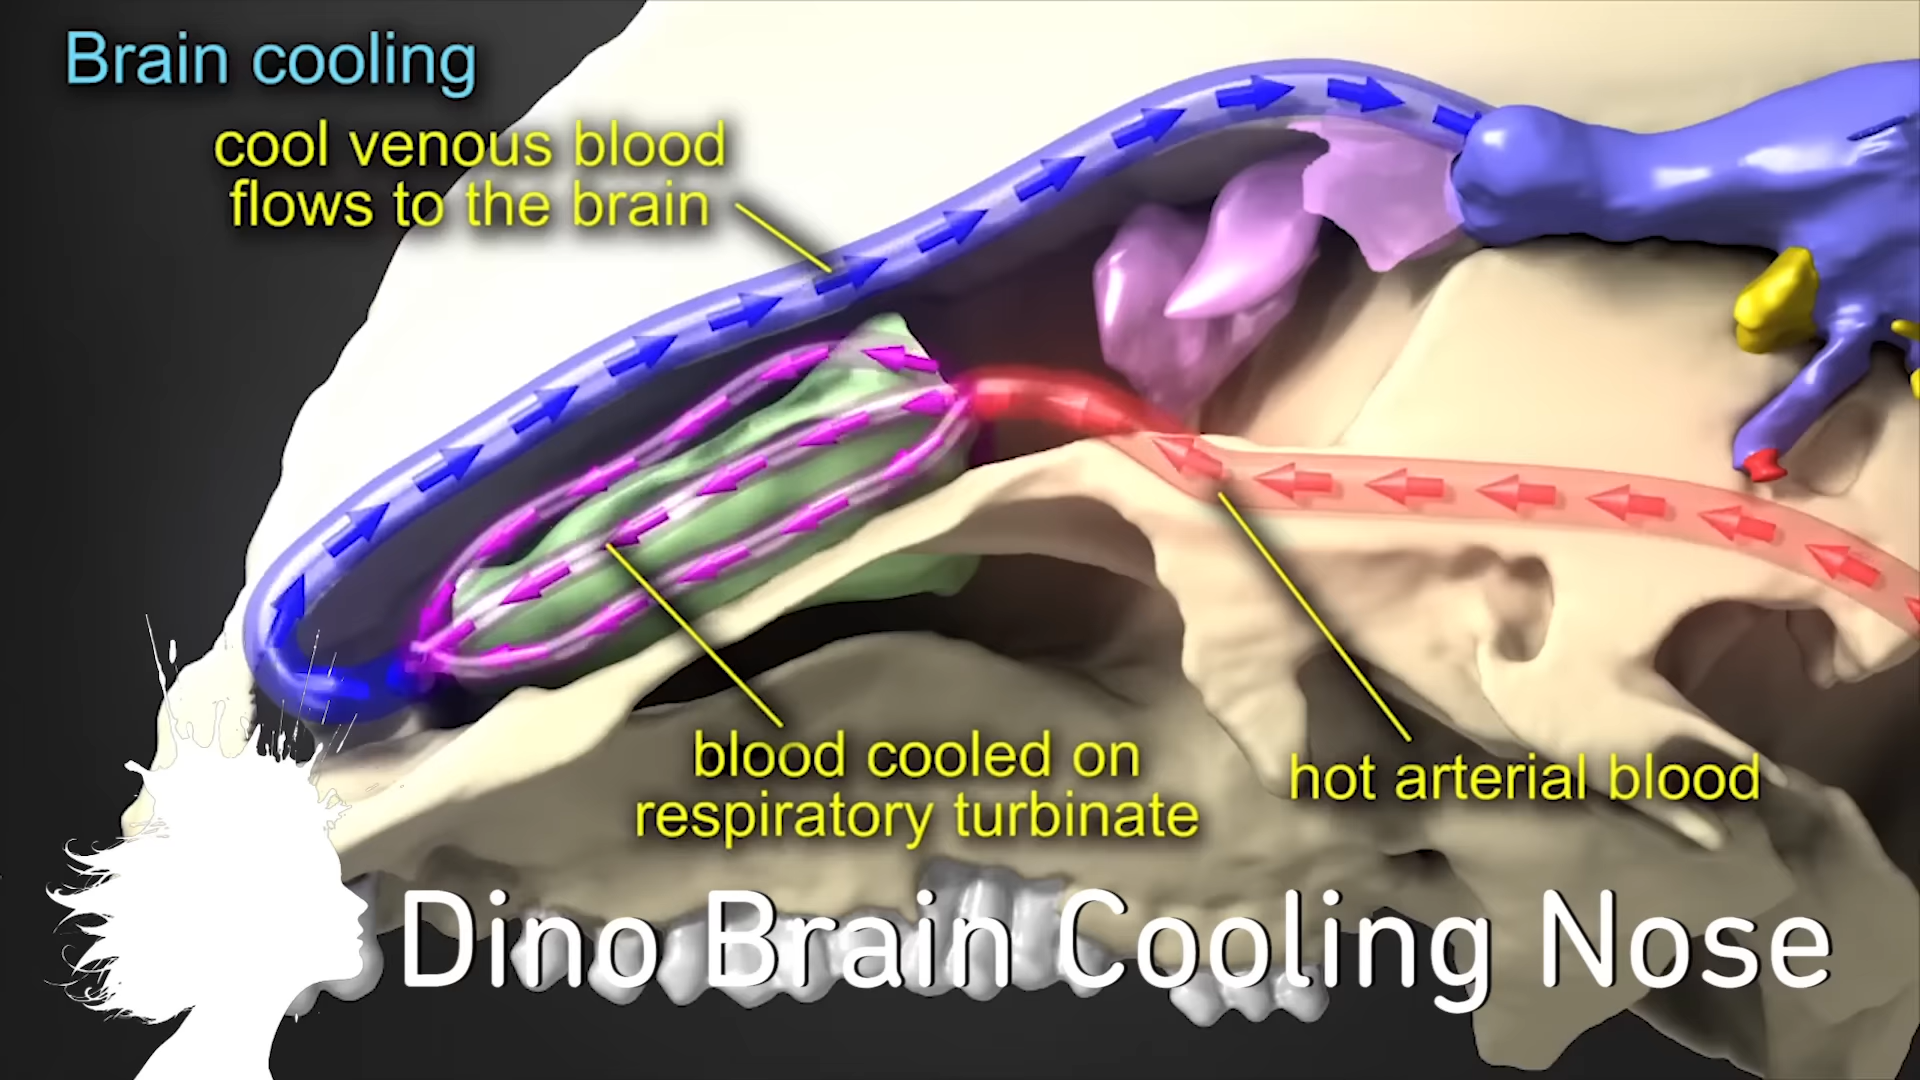 Brain cooling
cool venous blood
flows to the brain
blood cooled on
respiratory turbinate
hot arterial blood
Dino Brain Cooling Nose